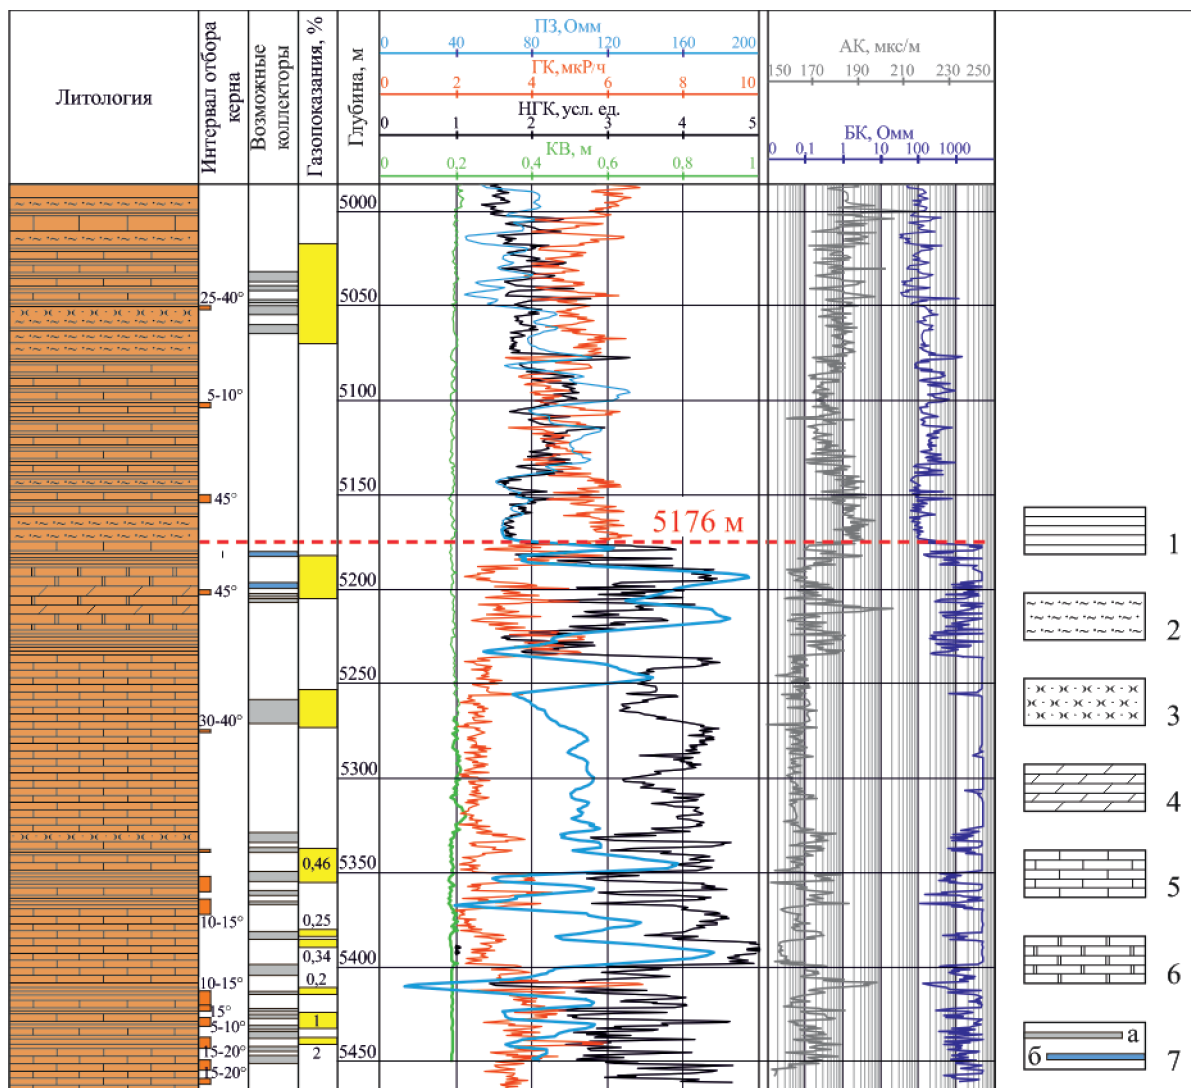 Литология
Интервал отбора
керна
Возможные
коллекторы
Газопоказания, %
Глубина, м
ПЗ, Омм
0 40 80 120 160 200
ГК, мкР/ч
0 2 4 6 8 10
НГК, усл. ед.
0 1 2 3 4 5
КВ, м
0 0,2 0,4 0,6 0,8 1
АК, мкс/м
150 170 190 210 230 250
БК, Омм
0 0,1 1 10 100 1000
5000
25-40°
5050
5-10°
5100
45°
5150
5176 м
45°
5200
5250
30-40°
5300
0,46
5350
0,25
10-15°
0,34
5400
0,2
10-15°
15°
5-10°
1
15-20°
2
5450
15-20°
1
2
3
4
5
6
а
б
7